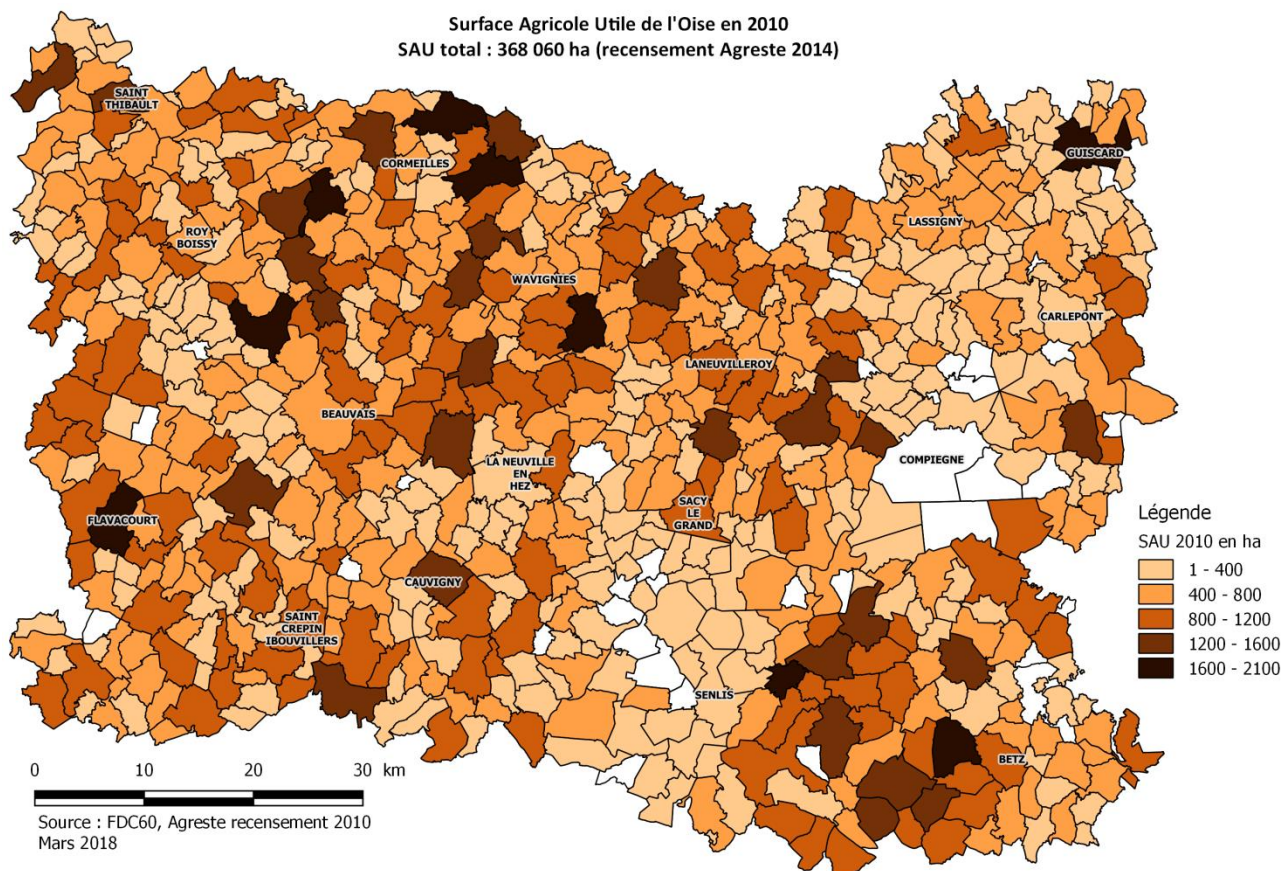 Surface Agricole Utile de l'Oise en 2010
SAU total : 368 060 ha (recensement Agreste 2014)
SAINT
THIBAULT
GUISCARD
CORMEILLES
LASSIGNY
ROY
BOISSY
WAVIGNIES
CARLEPONT
LANEUVILLEROY
BEAUVAIS
COMPIEGNE
LA NEUVILLE
EN
HEZ
SACY
LE
GRAND
FLAVACOURT
CAUVIGNY
SAINT
CREPIN
IBOUVILLERS
SENLIS
BETZ
Légende
SAU 2010 en ha
1 - 400
400 - 800
800 - 1200
1200 - 1600
1600 - 2100
0 10 20 30 km
Source : FDC60, Agreste recensement 2010
Mars 2018